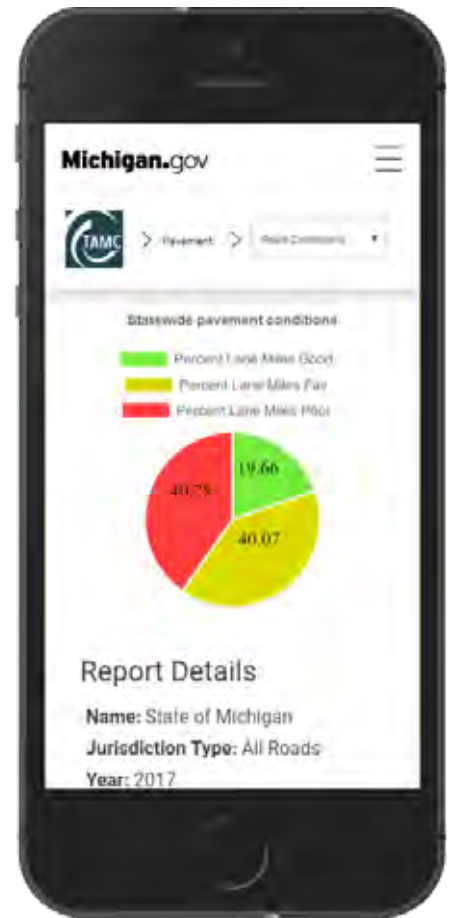 Michigan.gov
TAMC > Pavement >
Statewide pavement conditions
Percent Lane Miles Good
Percent Lane Miles Fair
Percent Lane Miles Poor
19.66
40.07
Report Details
Name: State of Michigan
Jurisdiction Type: All Roads
Year: 2017